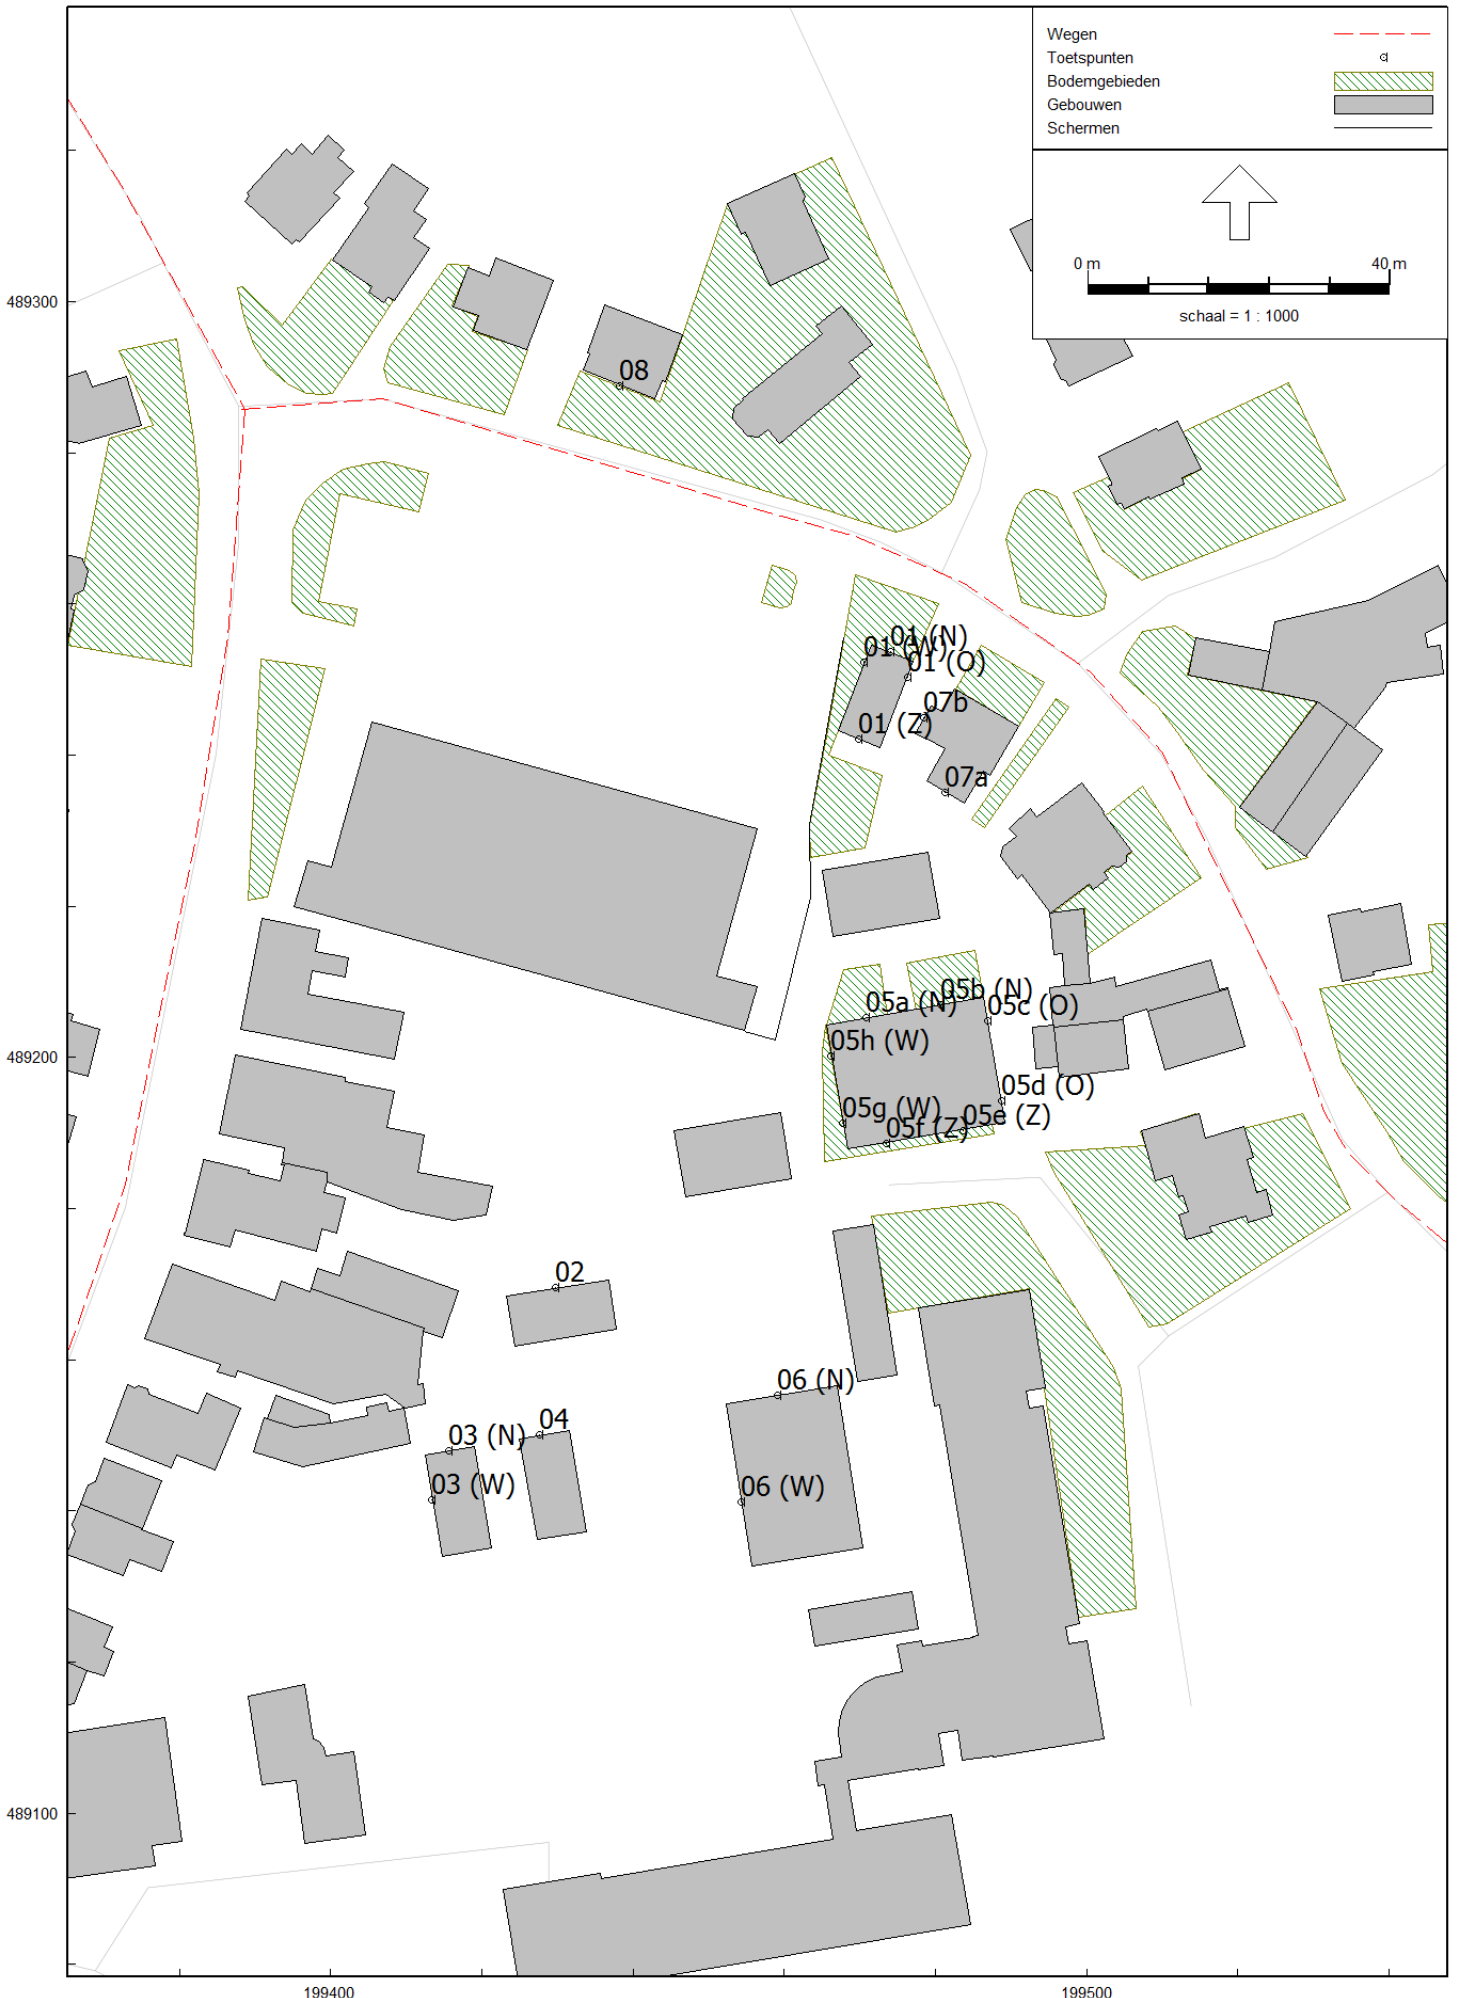 Wegen
Toetspunten
Bodemgebieden
Gebouwen
Schermen
0 m 40 m
schaal = 1 : 1000
489300
08
01 (N)
01 (W)
01 (O)
07b
01 (Z)
07a
05b (N)
05a (N)
05c (O)
489200
05h (W)
05d (O)
05g (W)
05e (Z)
05f (Z)
02
06 (N)
04
03 (N)
03 (W)
06 (W)
489100
199400 199500